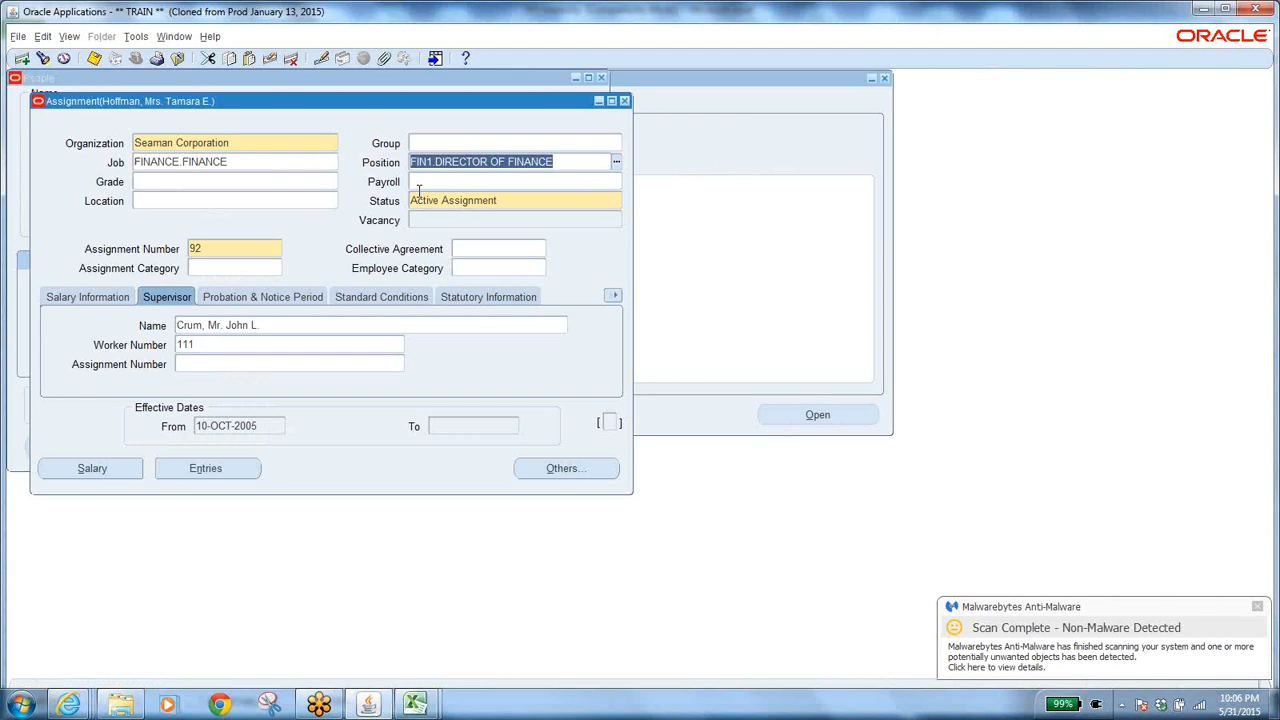 Oracle Applications - ** TRAIN ** (Cloned from Prod January 13, 2015)
File Edit View Folder Tools Window Help
ORACLE
People
Name
Assignment(Hoffman, Mrs. Tamara E.)
Organization Seaman Corporation Group
Job FINANCE.FINANCE Position FIN1.DIRECTOR OF FINANCE ...
Grade Payroll
Location Status Active Assignment
Vacancy
Assignment Number 92 Collective Agreement
Assignment Category Employee Category
Salary Information Supervisor Probation & Notice Period Standard Conditions Statutory Information
Name Crum, Mr. John L.
Worker Number 111
Assignment Number
Effective Dates
From 10-OCT-2005 To [ ]
Open
Salary Entries Others...
Malwarebytes Anti-Malware
Scan Complete - Non-Malware Detected
Malwarebytes Anti-Malware has finished scanning your system and one or more
potentially unwanted objects has been detected.
Click here to view details.
99% 10:06 PM
5/31/2015